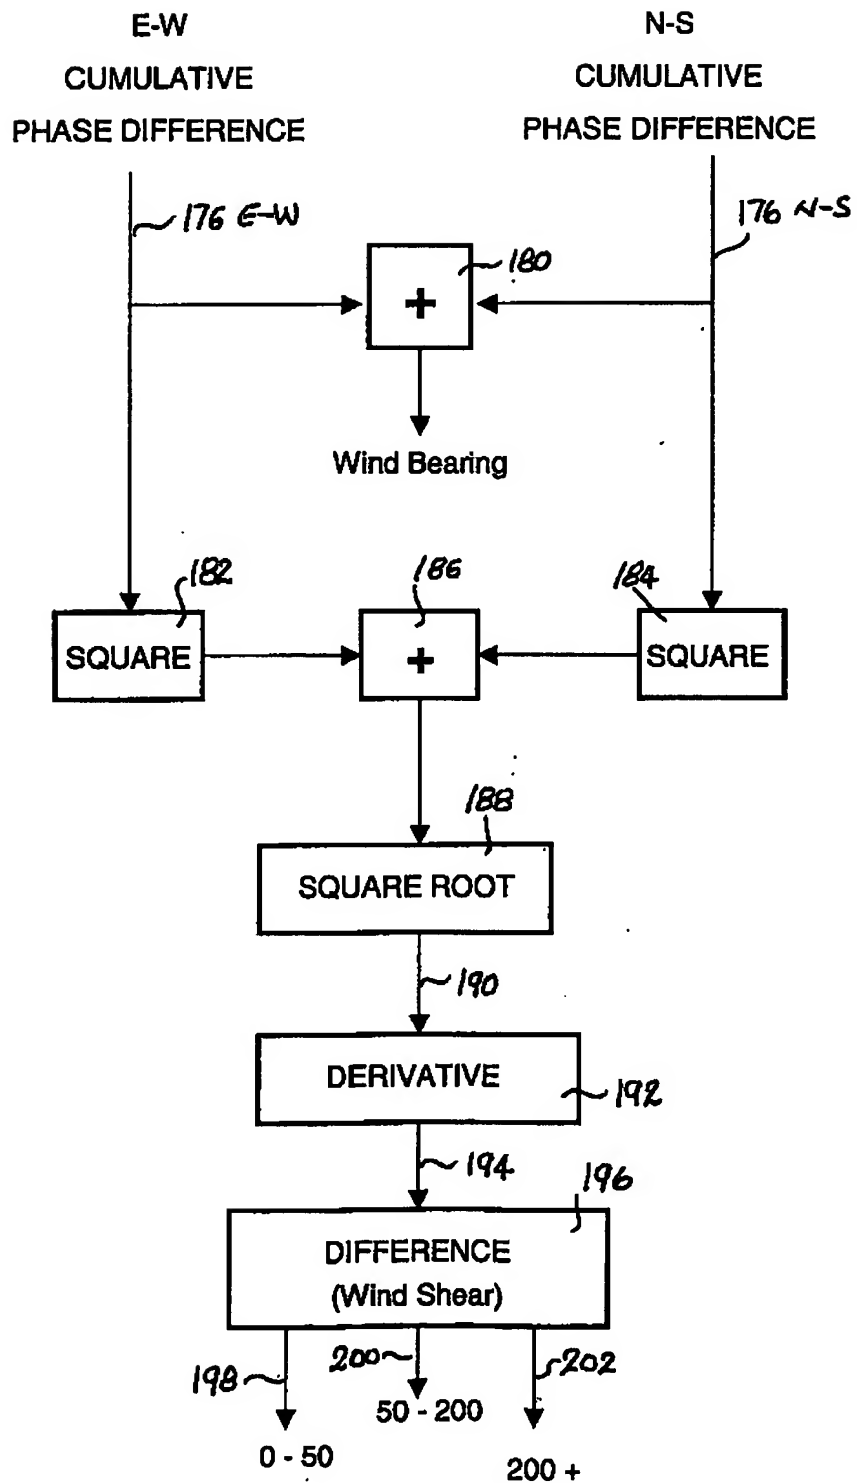 E-W
CUMULATIVE
PHASE DIFFERENCE
N-S
CUMULATIVE
PHASE DIFFERENCE
176 E-W
176 N-S
180
+
Wind Bearing
182
186
184
SQUARE
+
SQUARE
188
SQUARE ROOT
190
DERIVATIVE
192
194
196
DIFFERENCE
(Wind Shear)
198
200
202
0 - 50
50 - 200
200 +